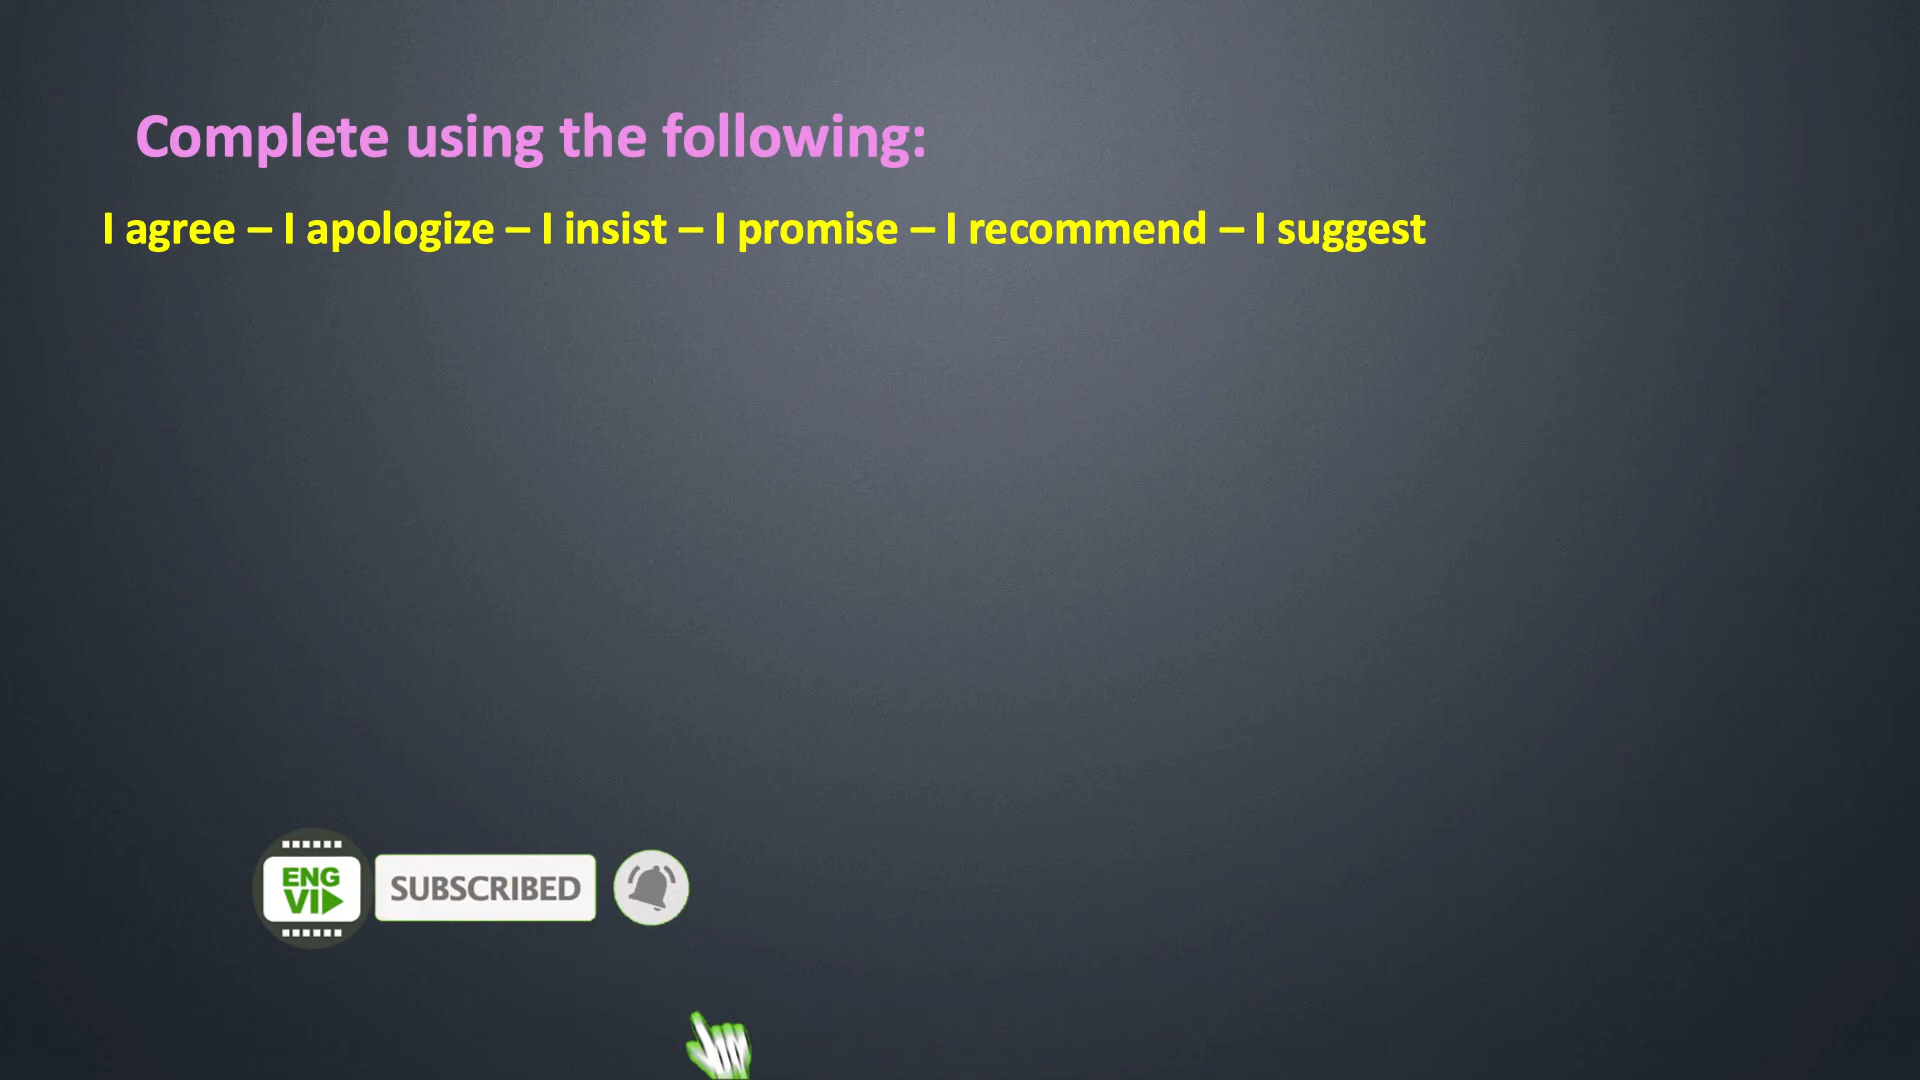 Complete using the following:
I agree – I apologize – I insist – I promise – I recommend – I suggest
ENG
VI
SUBSCRIBED